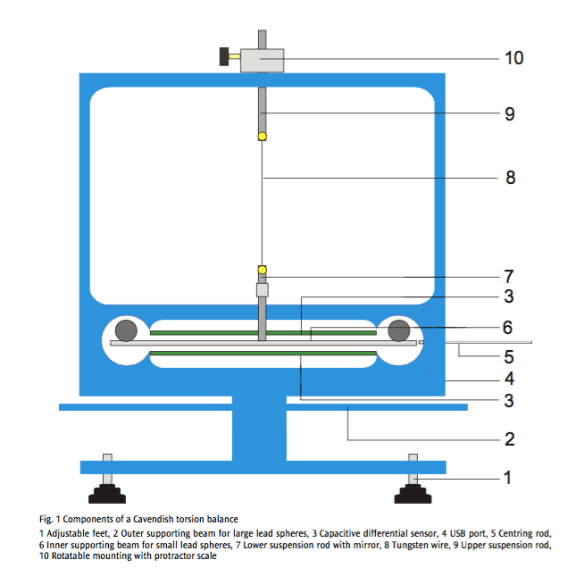 10
9
8
7
3
6
5
4
3
2
1
Fig. 1 Components of a Cavendish torsion balance
1 Adjustable feet, 2 Outer supporting beam for large lead spheres, 3 Capacitive differential sensor, 4 USB port, 5 Centring rod,
6 Inner supporting beam for small lead spheres, 7 Lower suspension rod with mirror, 8 Tungsten wire, 9 Upper suspension rod,
10 Rotatable mounting with protractor scale